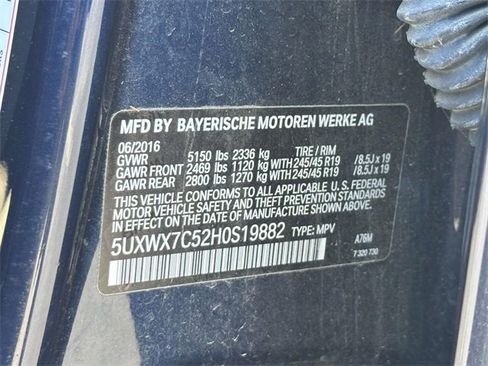 MFD BY BAYERISCHE MOTOREN WERKE AG
06/2016 TIRE / RIM
GVWR 5150 lbs 2336 kg
GAWR FRONT 2469 lbs 1120 kg WITH 245/45 R19 /8.5J x 19
GAWR REAR 2800 lbs 1270 kg WITH 245/45 R19 /8.5J x 19
THIS VEHICLE CONFORMS TO ALL APPLICABLE U. S. FEDERAL
MOTOR VEHICLE SAFETY, BUMPER, AND THEFT PREVENTION STANDARDS
IN EFFECT ON THE DATE OF MANUFACTURE SHOWN ABOVE.
5UXWX7C52H0S19882 TYPE: MPV
A76M
7 320 730